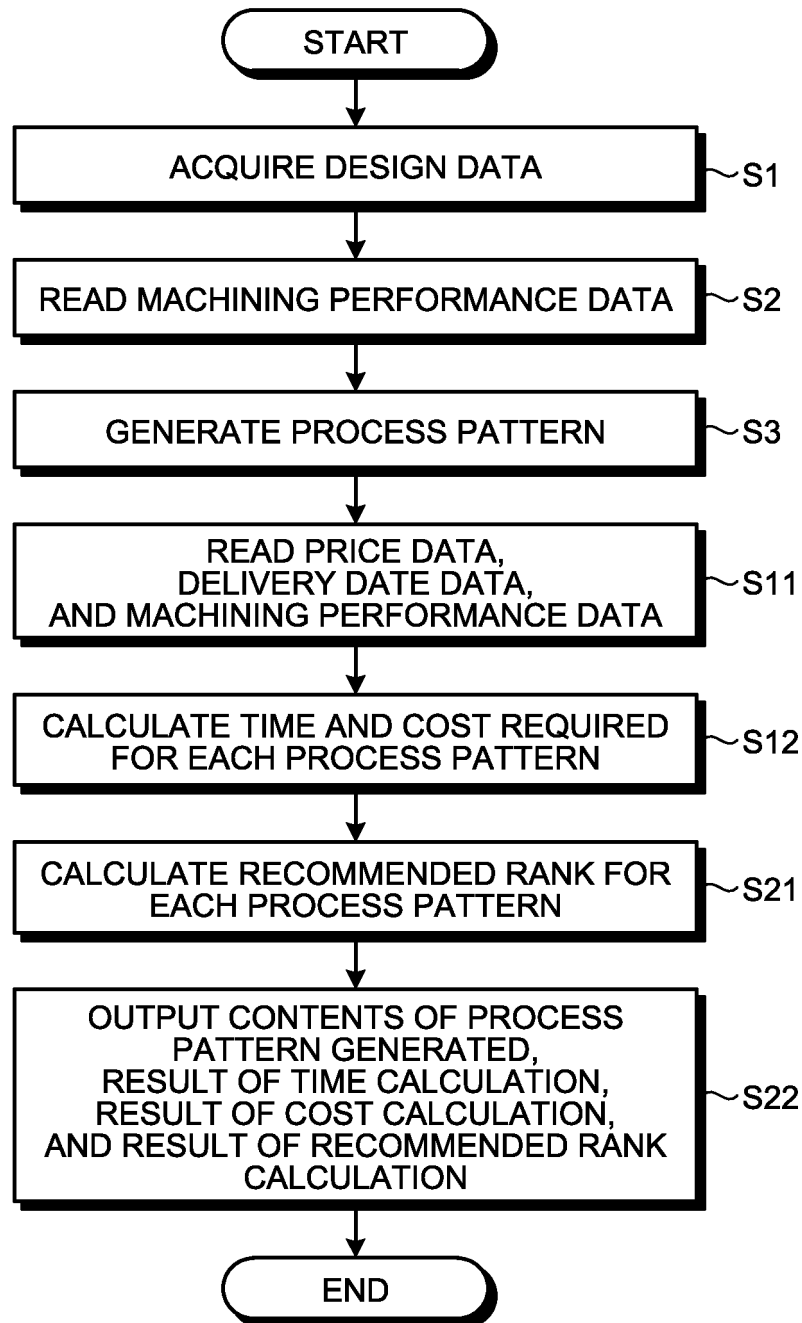 START
ACQUIRE DESIGN DATA
S1
READ MACHINING PERFORMANCE DATA
S2
GENERATE PROCESS PATTERN
S3
READ PRICE DATA,
DELIVERY DATE DATA,
AND MACHINING PERFORMANCE DATA
S11
CALCULATE TIME AND COST REQUIRED
FOR EACH PROCESS PATTERN
S12
CALCULATE RECOMMENDED RANK FOR
EACH PROCESS PATTERN
S21
OUTPUT CONTENTS OF PROCESS
PATTERN GENERATED,
RESULT OF TIME CALCULATION,
RESULT OF COST CALCULATION,
AND RESULT OF RECOMMENDED RANK
CALCULATION
S22
END